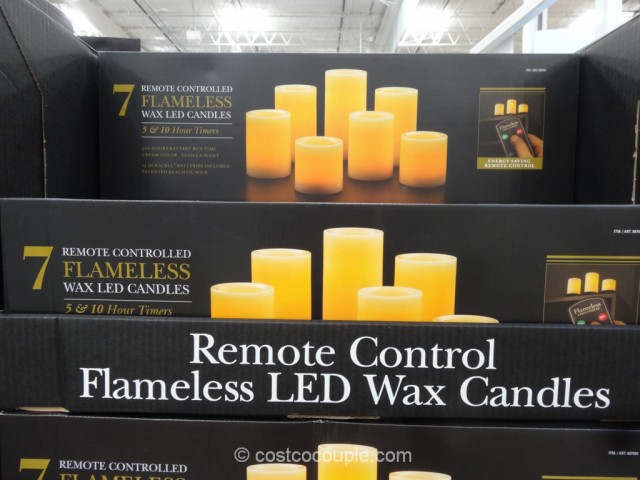 7 REMOTE CONTROLLED
FLAMELESS
WAX LED CANDLES
5 & 10 Hour Timers
ENERGY SAVING
REMOTE CONTROL
7 REMOTE CONTROLLED
FLAMELESS
WAX LED CANDLES
5 & 10 Hour Timers
Flameless
Remote Control
Flameless LED Wax Candles
7 REMOTE CONTROLLED
FLAMELESS
© costcocouple.com